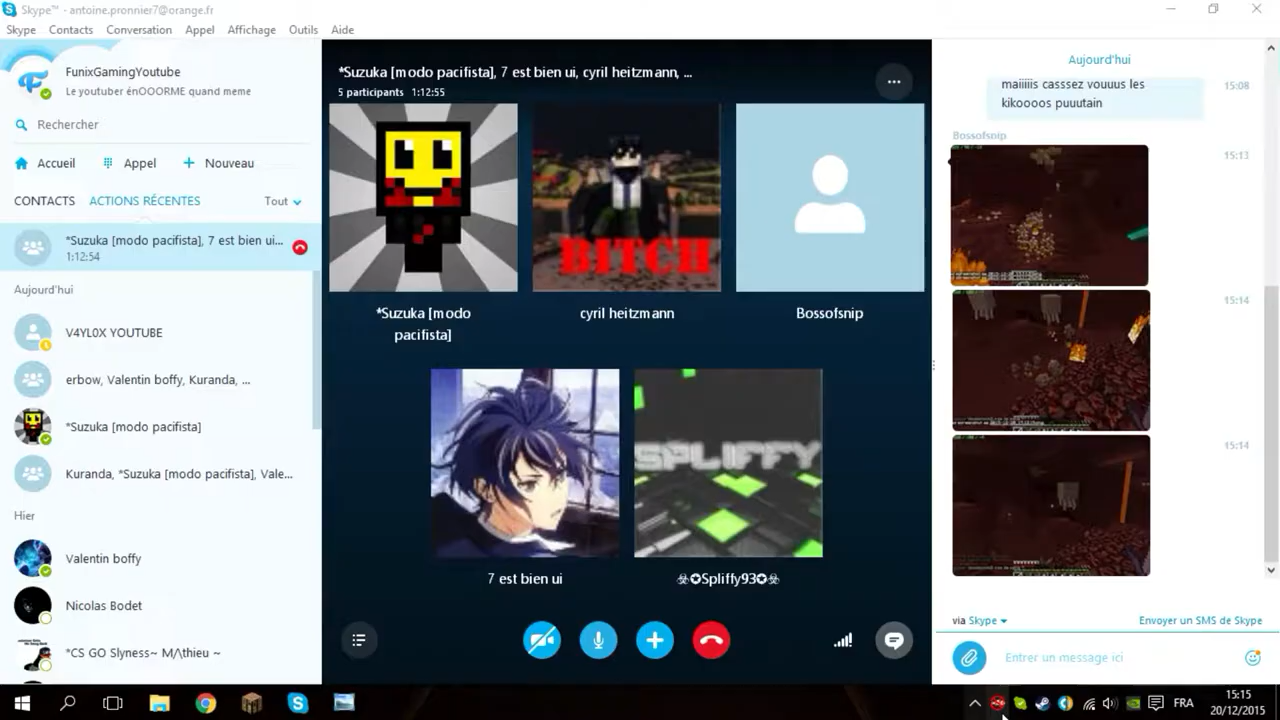 Skype™ - antoine.pronnier7@orange.fr
Skype Contacts Conversation Appel Affichage Outils Aide
FunixGamingYoutube
Le youtuber énOOORME quand meme
Rechercher
Accueil Appel Nouveau
CONTACTS ACTIONS RÉCENTES Tout
*Suzuka [modo pacifista], 7 est bien ui...
1:12:54
Aujourd'hui
V4YL0X YOUTUBE
erbow, Valentin boffy, Kuranda, ...
*Suzuka [modo pacifista]
Kuranda, *Suzuka [modo pacifista], Vale...
Hier
Valentin boffy
Nicolas Bodet
*CS GO Slyness~ M/\thieu ~
*Suzuka [modo pacifista], 7 est bien ui, cyril heitzmann, ...
5 participants 1:12:55
BITCH
*Suzuka [modo
pacifista]
cyril heitzmann
Bossofsnip
SPLIFFY
7 est bien ui
☣✪Spliffy93✪☣
Aujourd'hui
maiiiiis casssez vouuus les
kikoooos puuutain
15:08
Bossofsnip
15:13
15:14
15:14
via Skype
Envoyer un SMS de Skype
Entrer un message ici
FRA
15:15
20/12/2015